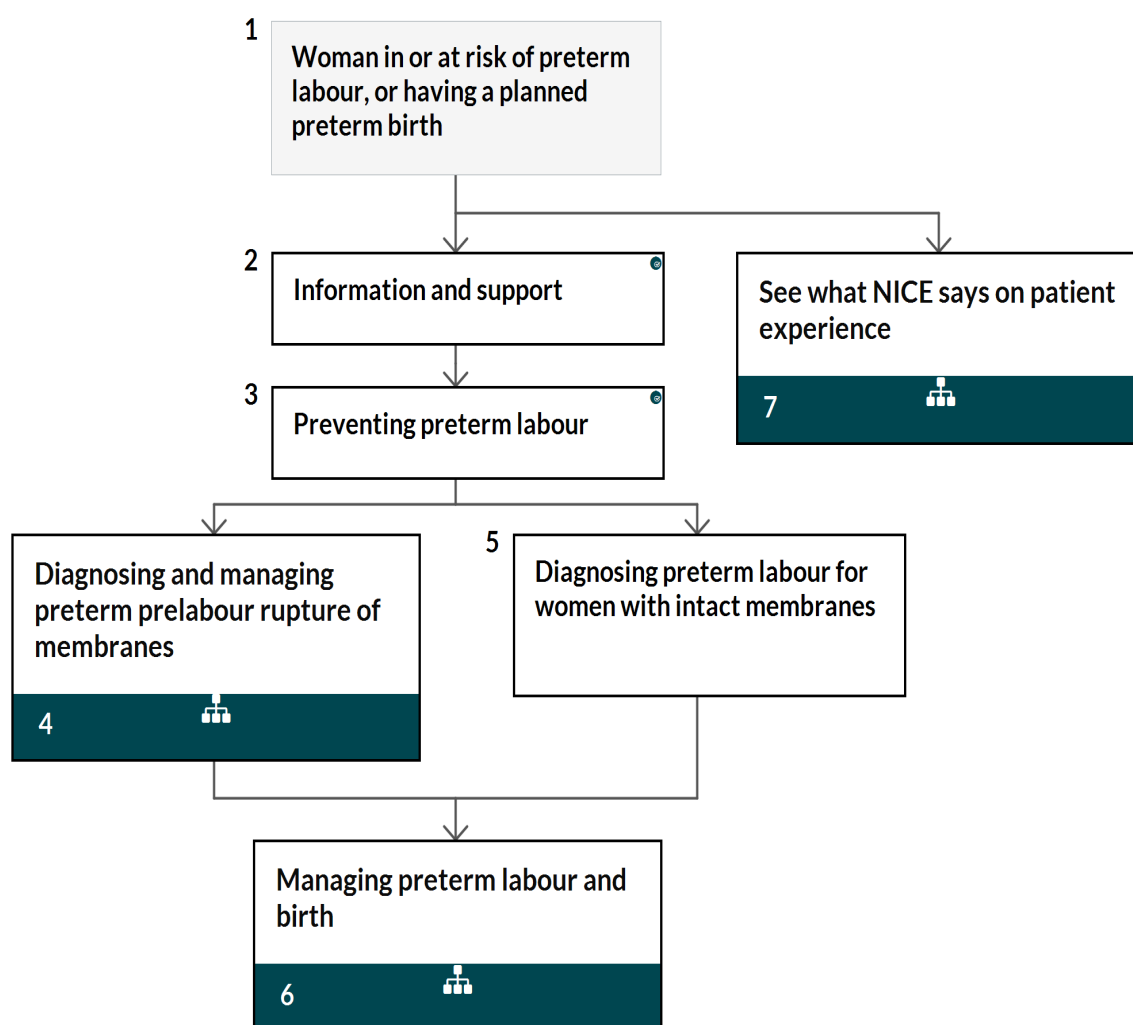 1
Woman in or at risk of preterm
labour, or having a planned
preterm birth
2
Information and support
See what NICE says on patient
experience
7
3
Preventing preterm labour
Diagnosing and managing
preterm prelabour rupture of
membranes
4
5
Diagnosing preterm labour for
women with intact membranes
Managing preterm labour and
birth
6